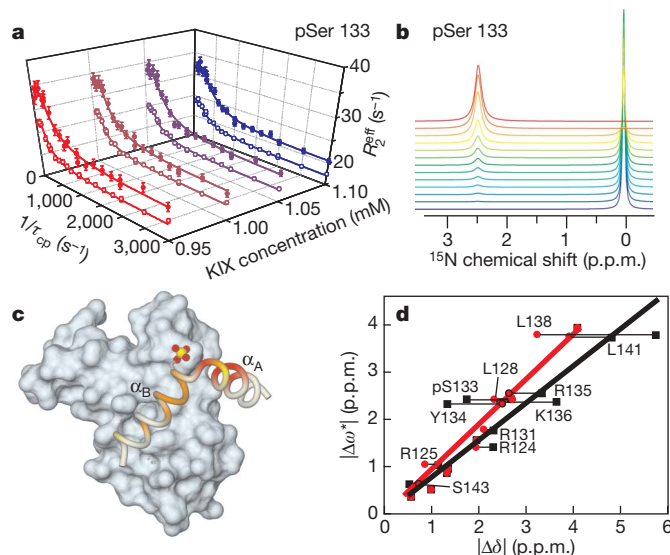 a
pSer 133
40
30
20
R₂ᵉᶠᶠ (s⁻¹)
0
1,000
2,000
3,000
1/τcp (s⁻¹)
0.95
1.00
1.05
1.10
KIX concentration (mM)
b
pSer 133
3
2
1
0
¹⁵N chemical shift (p.p.m.)
c
αB
αA
d
|Δω*| (p.p.m.)
4
3
2
1
0
L138
L141
L128
pS133
R135
Y134
K136
R131
R125
R124
S143
1
2
3
4
5
6
|Δδ| (p.p.m.)